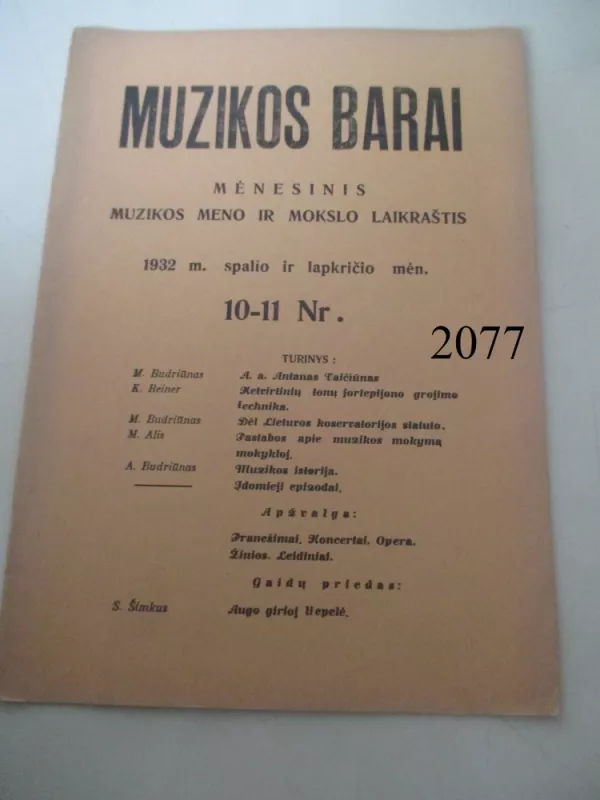 MUZIKOS BARAI
MĖNESINIS
MUZIKOS MENO IR MOKSLO LAIKRAŠTIS
1932 m. spalio ir lapkričio mėn.
10-11 Nr.
2077
TURINYS:
M. Budriūnas A. a. Antanas Vaičiūnas
K. Reiner Ketvirtinių tonų fortepijono grojimo
technika.
M. Budriūnas Dėl Lietuvos koservatorijos statuto.
M. Alis Pastabos apie muzikos mokymą
mokykloj.
A. Budriūnas Muzikos istorija.
Įdomieji epizodai.
Apžvalga:
Pranešimai. Koncertai. Opera.
Žinios. Leidiniai.
Gaidų priedas:
S. Šimkus Augo girioj liepelė.